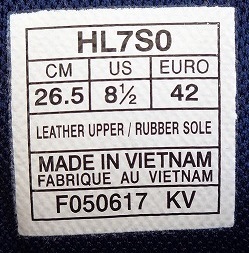 HL7S0
CM US EURO
26.5 8½ 42
LEATHER UPPER / RUBBER SOLE
MADE IN VIETNAM
FABRIQUE AU VIETNAM
F050617 KV